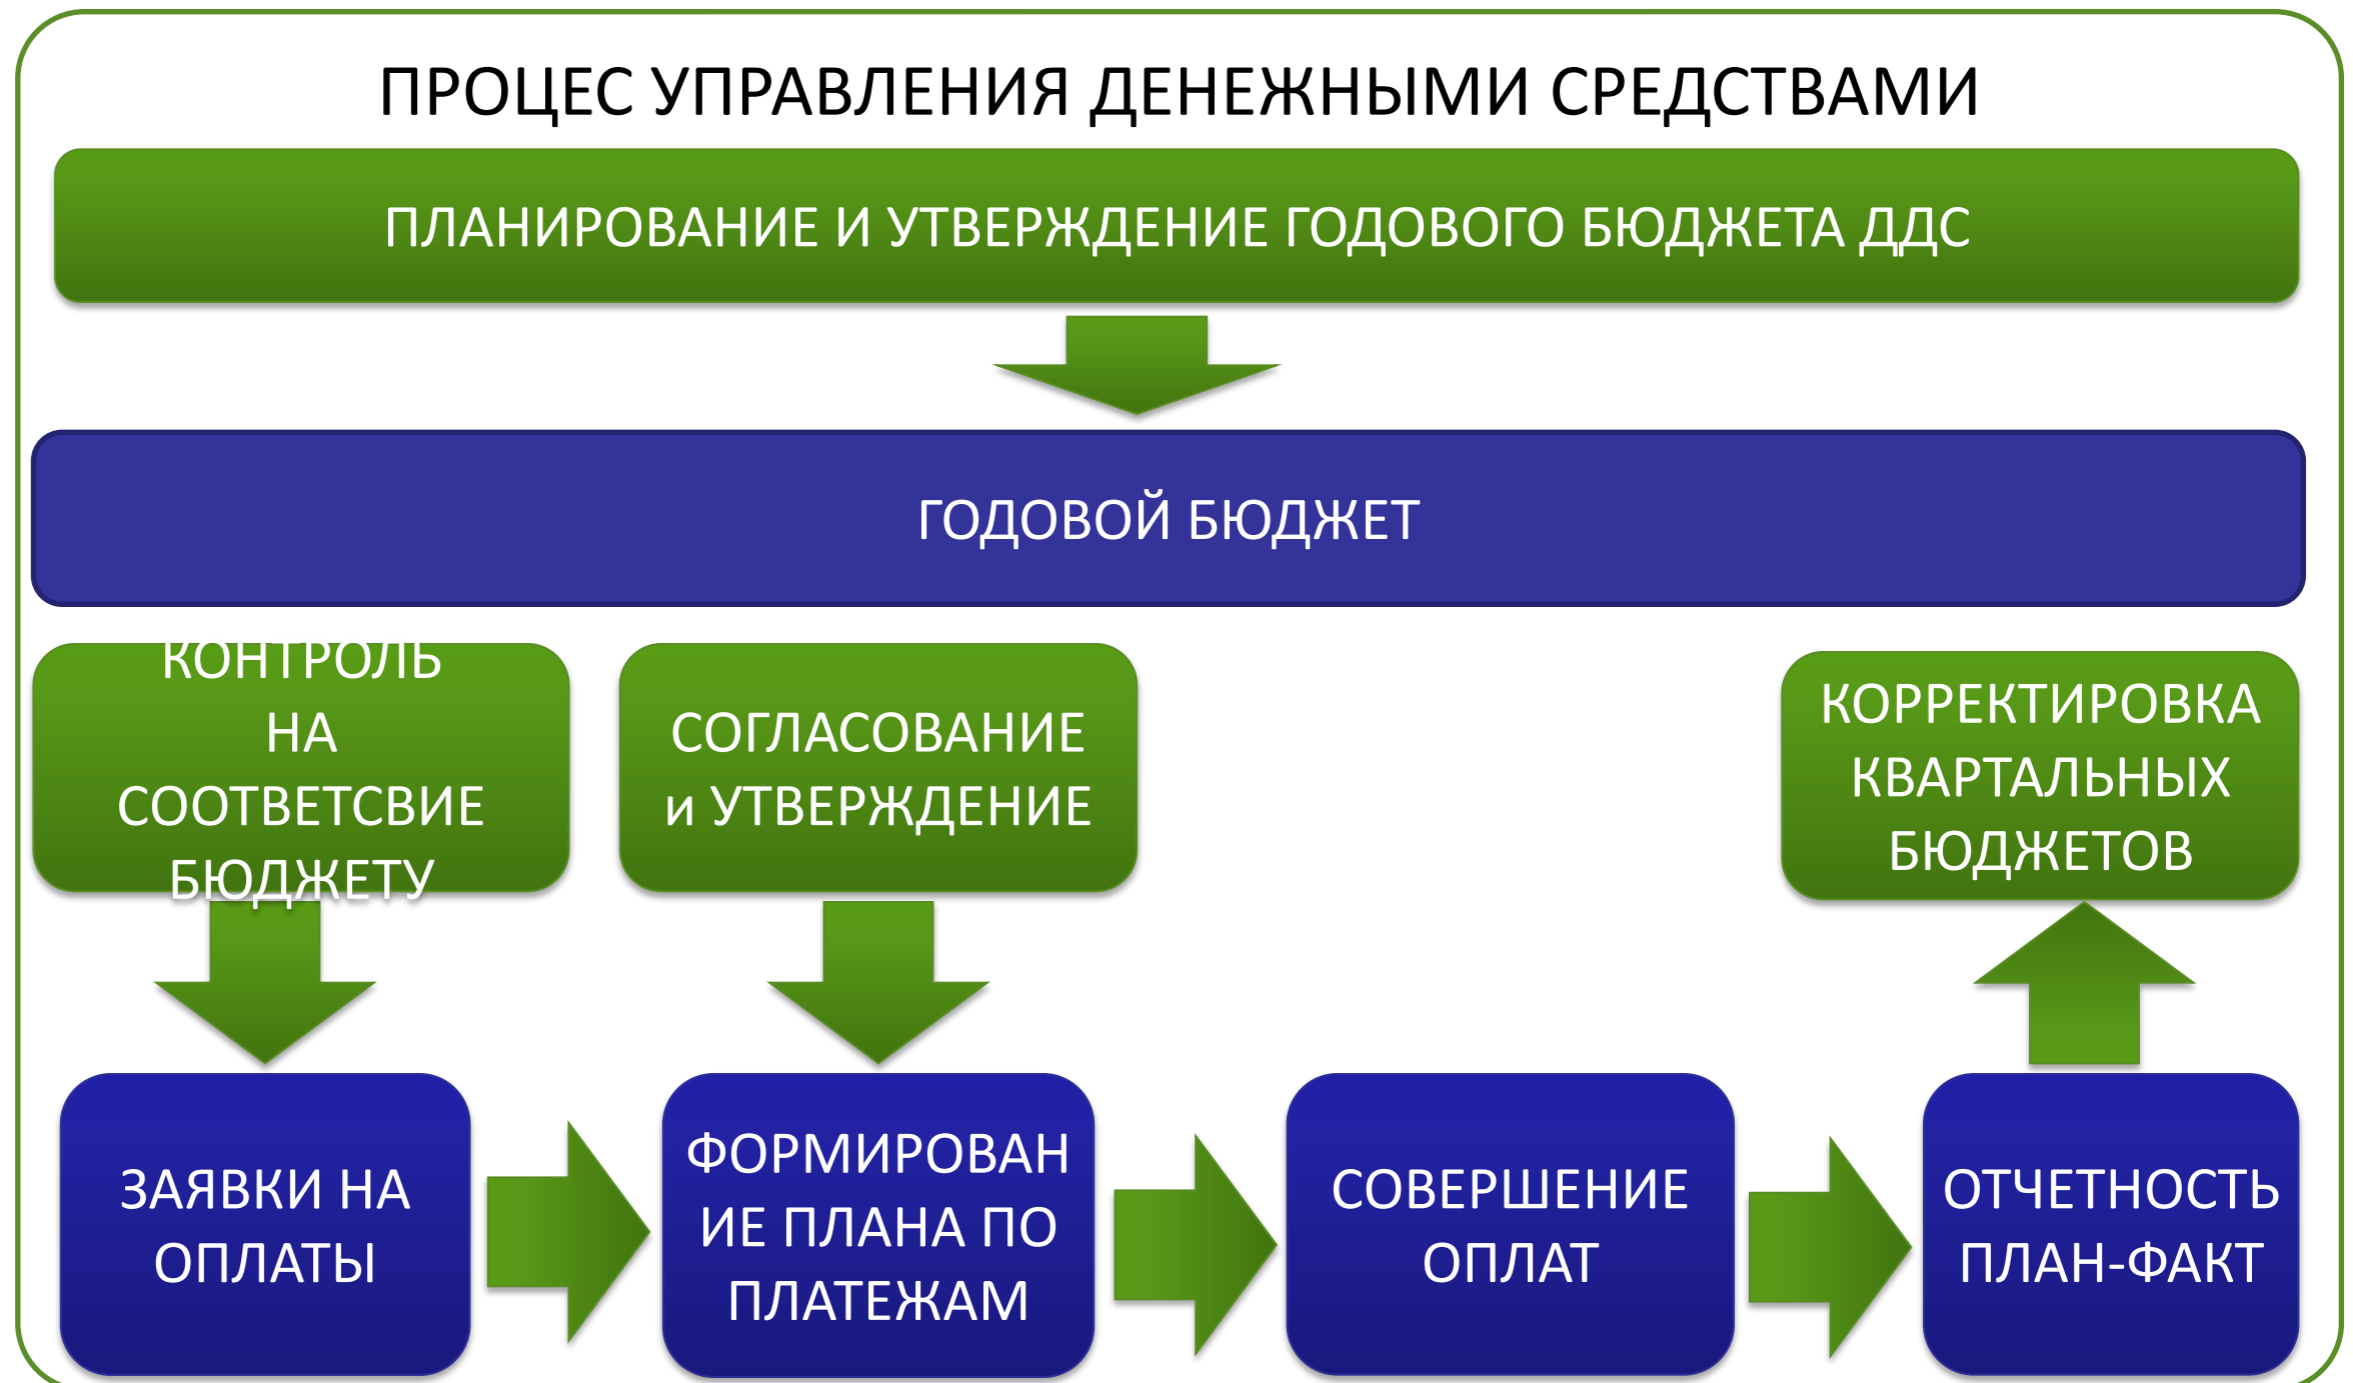 ПРОЦЕС УПРАВЛЕНИЯ ДЕНЕЖНЫМИ СРЕДСТВАМИ
ПЛАНИРОВАНИЕ И УТВЕРЖДЕНИЕ ГОДОВОГО БЮДЖЕТА ДДС
ГОДОВОЙ БЮДЖЕТ
КОНТРОЛЬ
НА
СООТВЕТСВИЕ
БЮДЖЕТУ
СОГЛАСОВАНИЕ
и УТВЕРЖДЕНИЕ
КОРРЕКТИРОВКА
КВАРТАЛЬНЫХ
БЮДЖЕТОВ
ЗАЯВКИ НА
ОПЛАТЫ
ФОРМИРОВАН
ИЕ ПЛАНА ПО
ПЛАТЕЖАМ
СОВЕРШЕНИЕ
ОПЛАТ
ОТЧЕТНОСТЬ
ПЛАН-ФАКТ